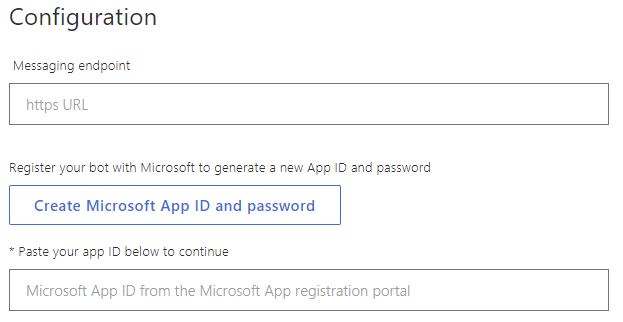 Configuration
Messaging endpoint
https URL
Register your bot with Microsoft to generate a new App ID and password
Create Microsoft App ID and password
* Paste your app ID below to continue
Microsoft App ID from the Microsoft App registration portal